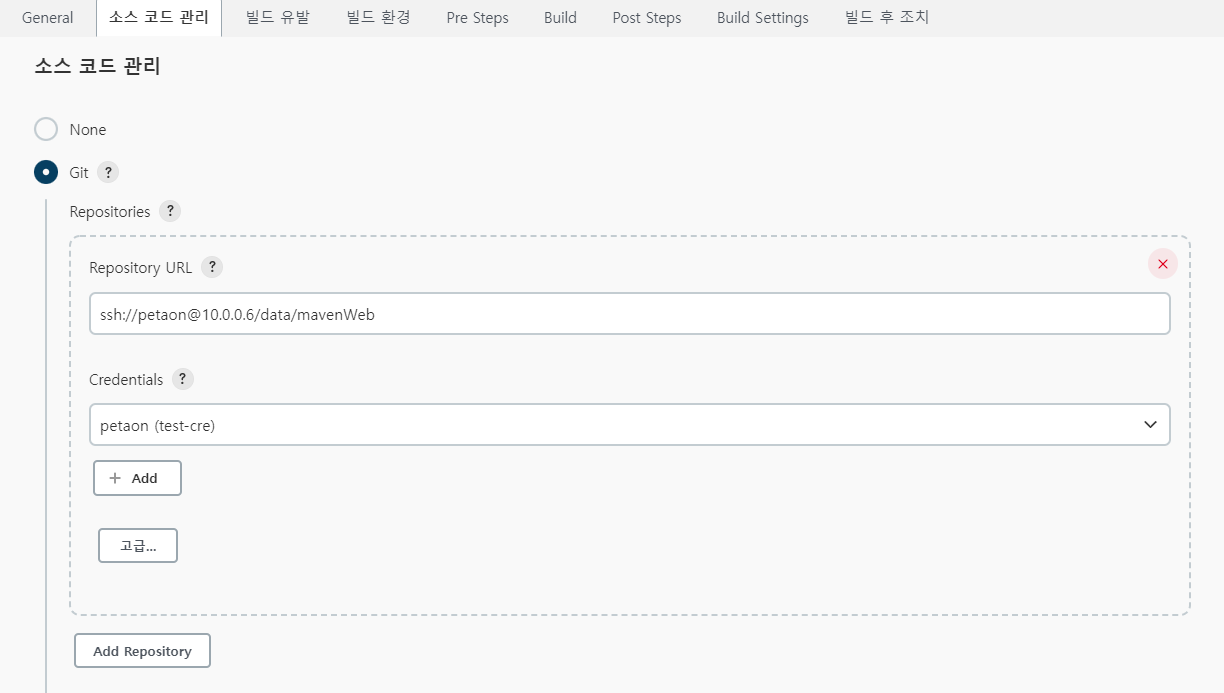 General 소스 코드 관리 빌드 유발 빌드 환경 Pre Steps Build Post Steps Build Settings 빌드 후 조치
소스 코드 관리
None
Git ?
Repositories ?
Repository URL ?
ssh://petaon@10.0.0.6/data/mavenWeb
Credentials ?
petaon (test-cre)
+ Add
고급...
Add Repository